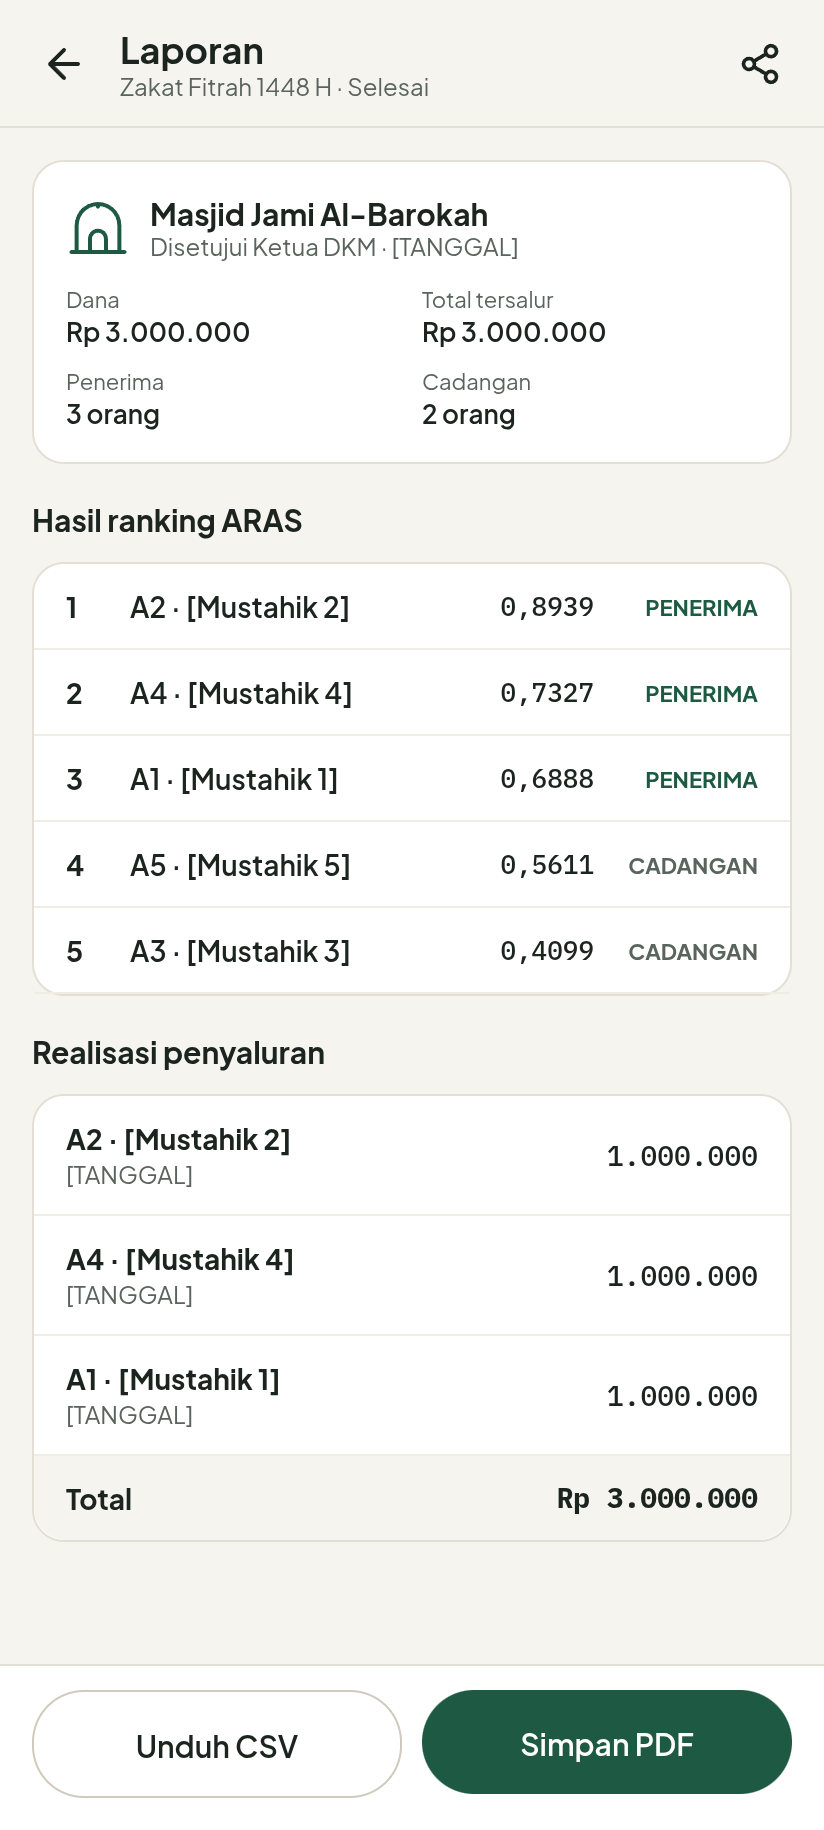 Laporan
Zakat Fitrah 1448 H · Selesai
Masjid Jami Al-Barokah
Disetujui Ketua DKM · [TANGGAL]
Dana Total tersalur
Rp 3.000.000 Rp 3.000.000
Penerima Cadangan
3 orang 2 orang
Hasil ranking ARAS
1 A2 · [Mustahik 2] 0,8939 PENERIMA
2 A4 · [Mustahik 4] 0,7327 PENERIMA
3 A1 · [Mustahik 1] 0,6888 PENERIMA
4 A5 · [Mustahik 5] 0,5611 CADANGAN
5 A3 · [Mustahik 3] 0,4099 CADANGAN
Realisasi penyaluran
A2 · [Mustahik 2] 1.000.000
[TANGGAL]
A4 · [Mustahik 4] 1.000.000
[TANGGAL]
A1 · [Mustahik 1] 1.000.000
[TANGGAL]
Total Rp 3.000.000
Unduh CSV Simpan PDF